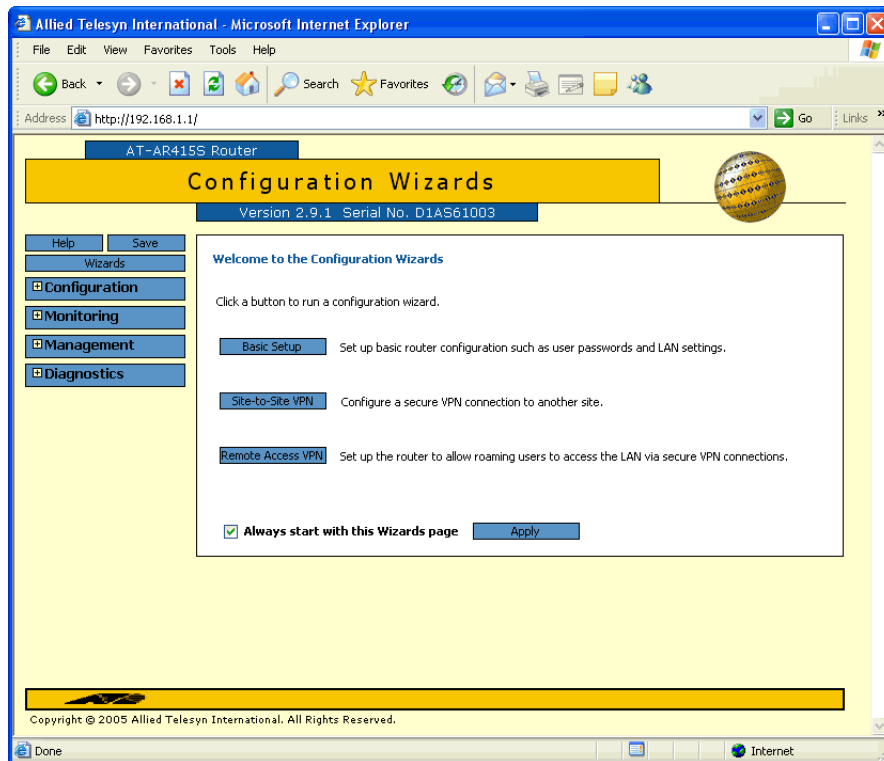 Allied Telesyn International - Microsoft Internet Explorer
File Edit View Favorites Tools Help
Back Search Favorites
Address http://192.168.1.1/ Go Links »
AT-AR415S Router
Configuration Wizards
Version 2.9.1 Serial No. D1AS61003
Help Save
Wizards
Configuration
Monitoring
Management
Diagnostics
Welcome to the Configuration Wizards
Click a button to run a configuration wizard.
Basic Setup Set up basic router configuration such as user passwords and LAN settings.
Site-to-Site VPN Configure a secure VPN connection to another site.
Remote Access VPN Set up the router to allow roaming users to access the LAN via secure VPN connections.
Always start with this Wizards page Apply
Copyright © 2005 Allied Telesyn International. All Rights Reserved.
Done Internet